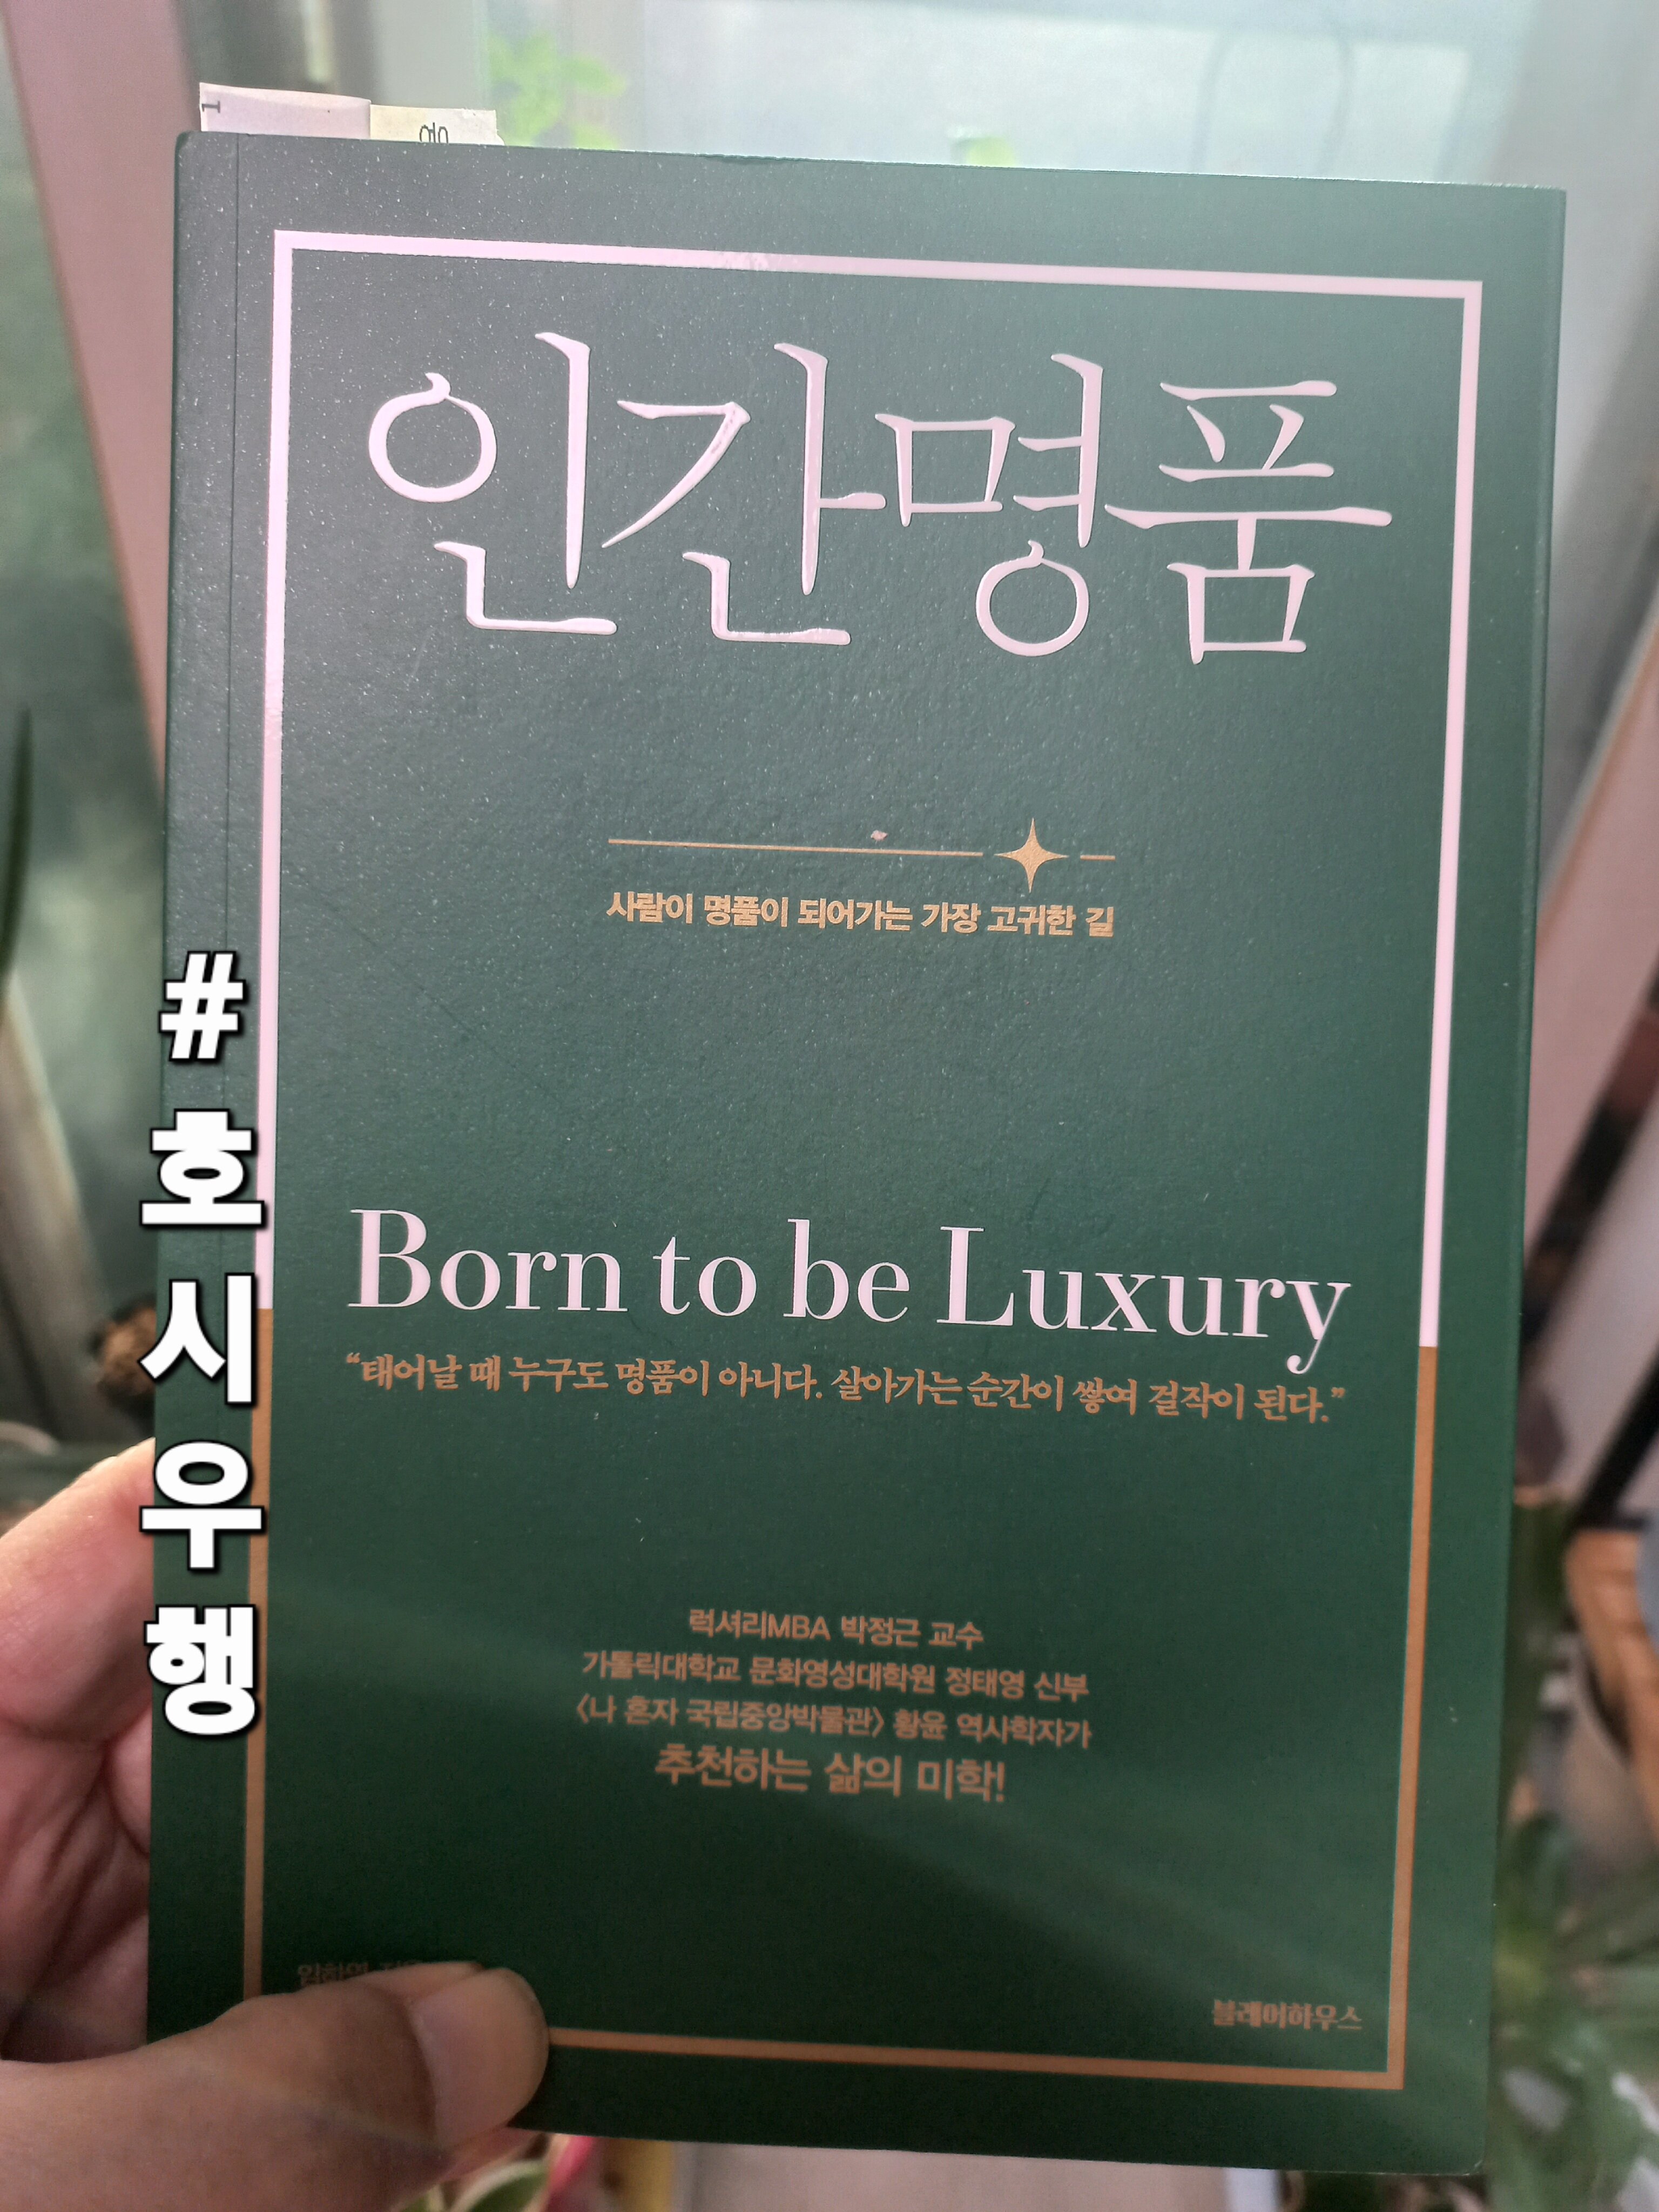 인간명품
사람이 명품이 되어가는 가장 고귀한 길
Born to be Luxury
“태어날 때 누구도 명품이 아니다. 살아가는 순간이 쌓여 걸작이 된다.”
럭셔리MBA 박정근 교수
가톨릭대학교 문화영성대학원 정태영 신부
〈나 혼자 국립중앙박물관〉 황윤 역사학자가
추천하는 삶의 미학!
임하연
블레어하우스
#호시우행